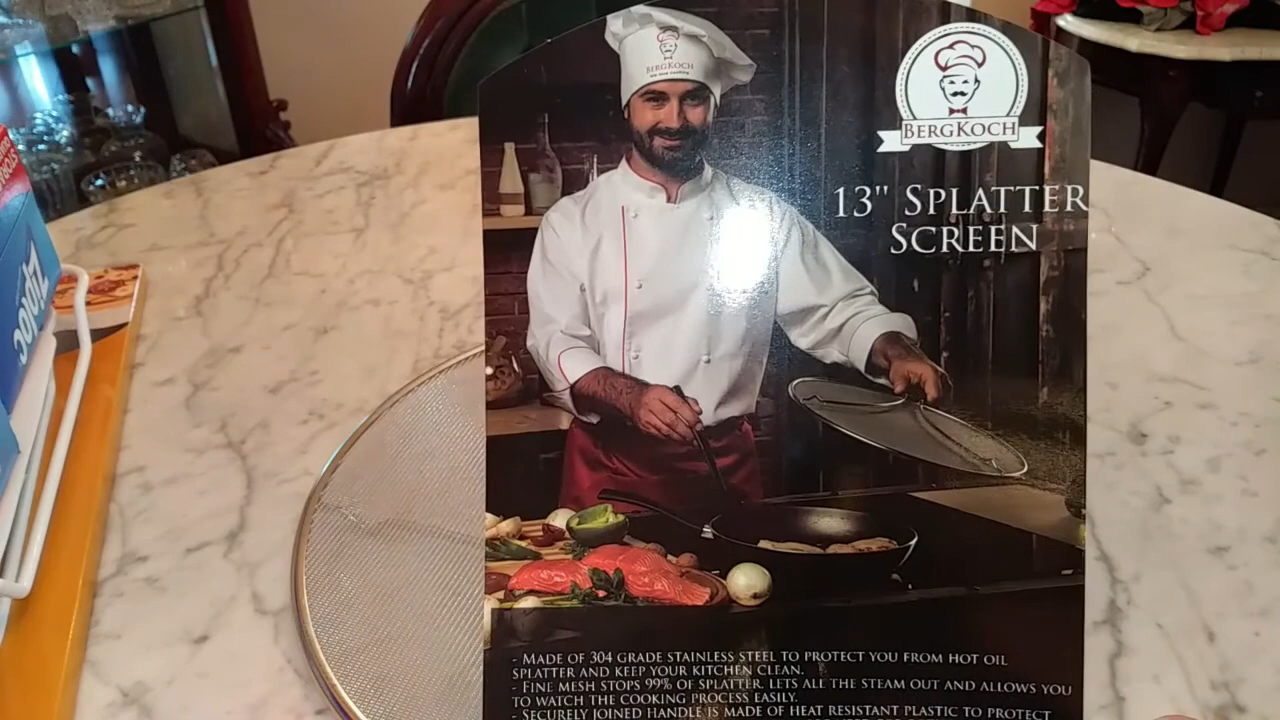 BERGKOCH
BERGKOCH
13" SPLATTER
SCREEN
Ziploc
- MADE OF 304 GRADE STAINLESS STEEL TO PROTECT YOU FROM HOT OIL
SPLATTER AND KEEP YOUR KITCHEN CLEAN.
- FINE MESH STOPS 99% OF SPLATTER, LETS ALL THE STEAM OUT AND ALLOWS YOU
TO WATCH THE COOKING PROCESS EASILY.
- SECURELY JOINED HANDLE IS MADE OF HEAT RESISTANT PLASTIC TO PROTECT